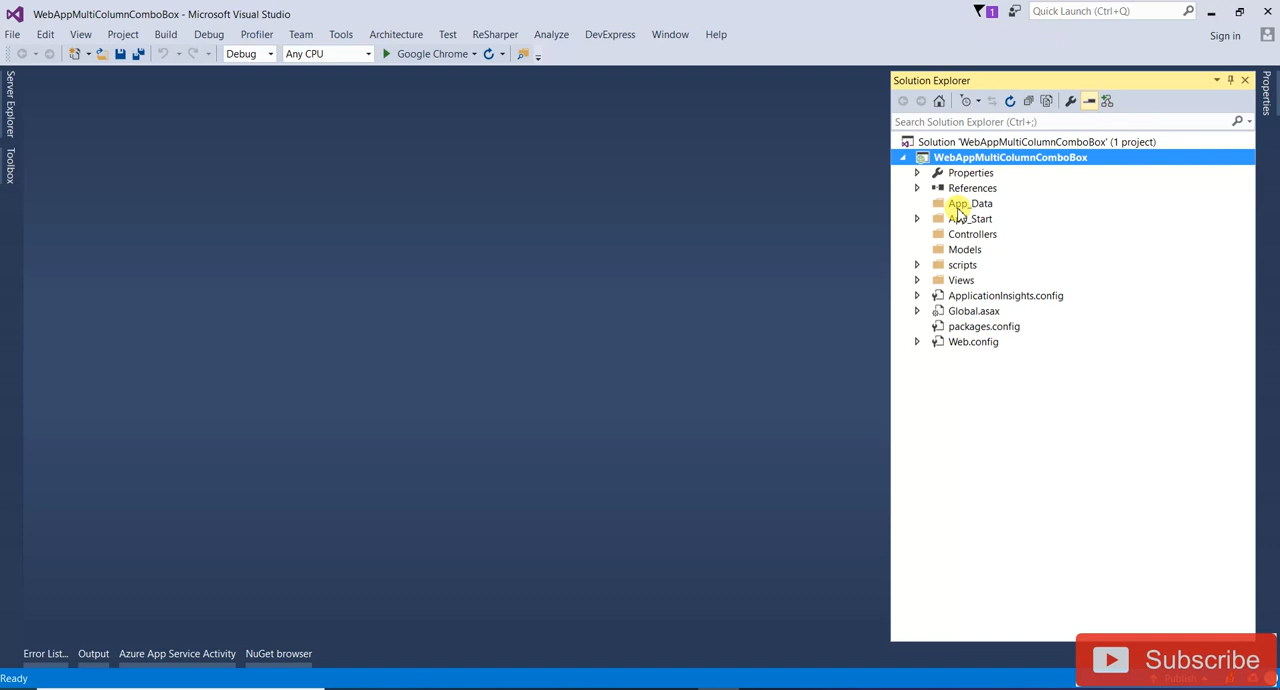 WebAppMultiColumnComboBox - Microsoft Visual Studio
1
Quick Launch (Ctrl+Q)
File Edit View Project Build Debug Profiler Team Tools Architecture Test ReSharper Analyze DevExpress Window Help
Sign in
Debug Any CPU Google Chrome
Server Explorer
Toolbox
Solution Explorer
Search Solution Explorer (Ctrl+;)
Solution 'WebAppMultiColumnComboBox' (1 project)
WebAppMultiColumnComboBox
Properties
References
App_Data
App_Start
Controllers
Models
scripts
Views
ApplicationInsights.config
Global.asax
packages.config
Web.config
Properties
Error List... Output Azure App Service Activity NuGet browser
Ready
Subscribe
Publish